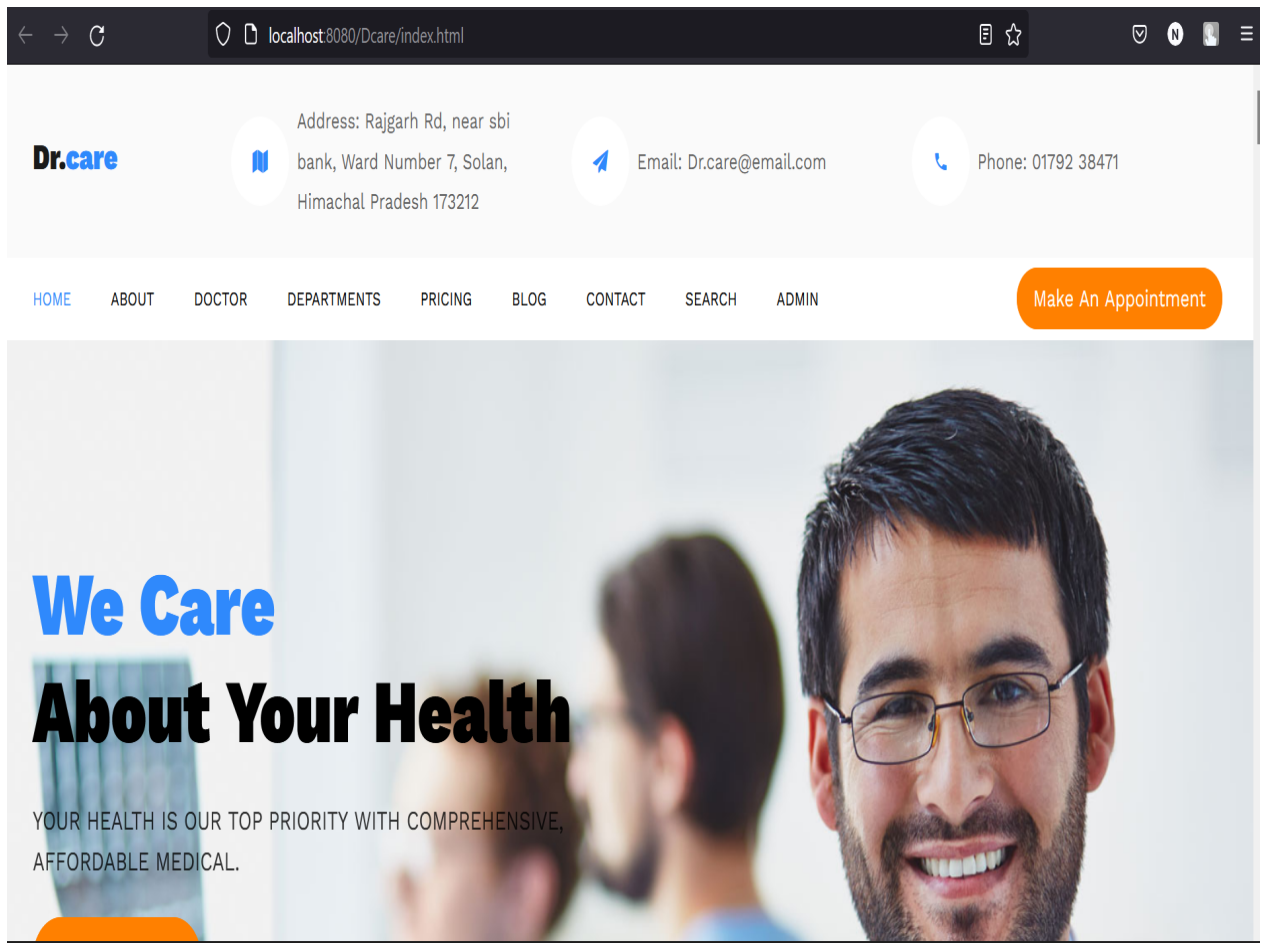 localhost:8080/Dcare/index.html
N
Dr.care
Address: Rajgarh Rd, near sbi
bank, Ward Number 7, Solan,
Himachal Pradesh 173212
Email: Dr.care@email.com
Phone: 01792 38471
HOME ABOUT DOCTOR DEPARTMENTS PRICING BLOG CONTACT SEARCH ADMIN
Make An Appointment
We Care
About Your Health
YOUR HEALTH IS OUR TOP PRIORITY WITH COMPREHENSIVE,
AFFORDABLE MEDICAL.